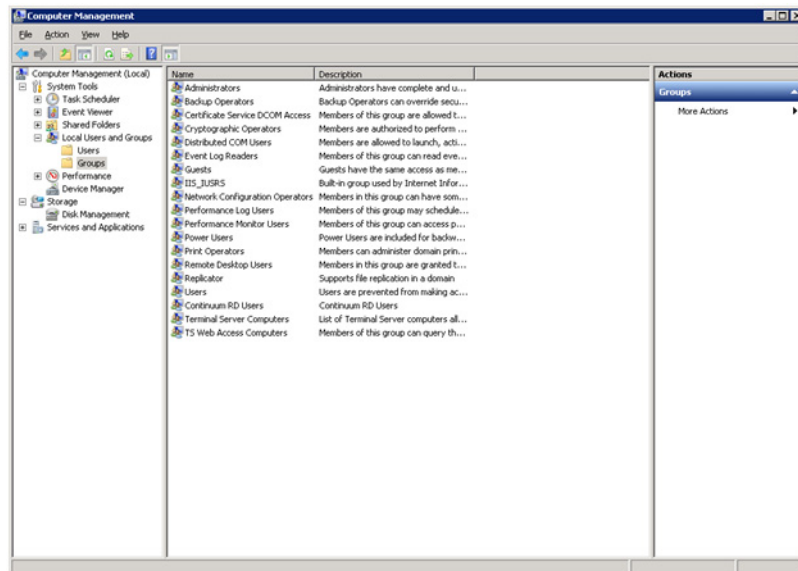 Computer Management
File Action View Help
Computer Management (Local)
System Tools
Task Scheduler
Event Viewer
Shared Folders
Local Users and Groups
Users
Groups
Performance
Device Manager
Storage
Disk Management
Services and Applications
Name Description
Administrators Administrators have complete and u...
Backup Operators Backup Operators can override secu...
Certificate Service DCOM Access Members of this group are allowed t...
Cryptographic Operators Members are authorized to perform ...
Distributed COM Users Members are allowed to launch, acti...
Event Log Readers Members of this group can read eve...
Guests Guests have the same access as me...
IIS_IUSRS Built-in group used by Internet Infor...
Network Configuration Operators Members in this group can have som...
Performance Log Users Members of this group may schedule...
Performance Monitor Users Members of this group can access p...
Power Users Power Users are included for backw...
Print Operators Members can administer domain prin...
Remote Desktop Users Members in this group are granted t...
Replicator Supports file replication in a domain
Users Users are prevented from making ac...
Continuum RD Users Continuum RD Users
Terminal Server Computers List of Terminal Server computers all...
TS Web Access Computers Members of this group can query th...
Actions
Groups
More Actions